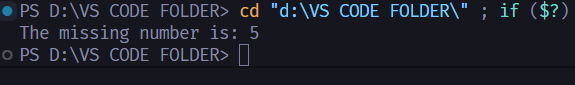 PS D:\VS CODE FOLDER> cd "d:\VS CODE FOLDER\" ; if ($?)
The missing number is: 5
PS D:\VS CODE FOLDER>